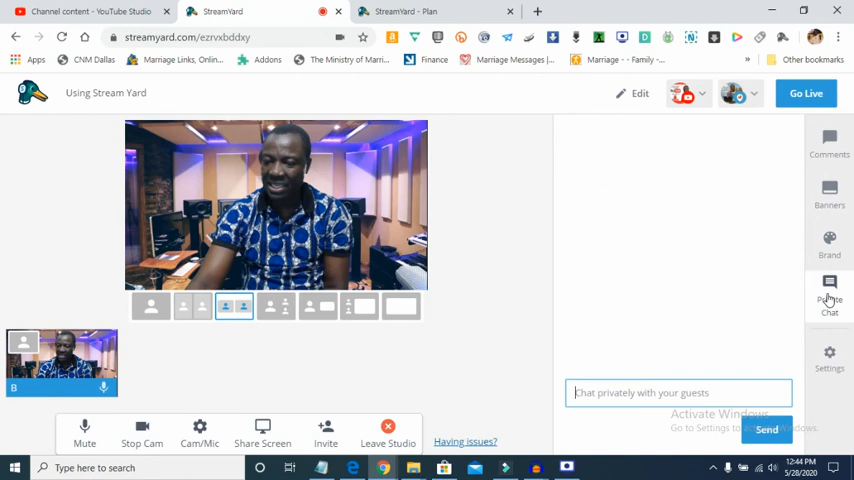 Channel content - YouTube Studio
StreamYard
StreamYard - Plan
streamyard.com/ezrvxbddxy
Apps
CNM Dallas
Marriage Links, Onlin...
Addons
The Ministry of Marri...
Finance
Marriage Messages |...
Marriage - - Family -...
Other bookmarks
Using Stream Yard
Edit
Go Live
Comments
Banners
Brand
Private
Chat
Settings
B
Chat privately with your guests
Send
Activate Windows
Go to Settings to activate Windows.
Mute
Stop Cam
Cam/Mic
Share Screen
Invite
Leave Studio
Having issues?
Type here to search
12:44 PM
5/28/2020